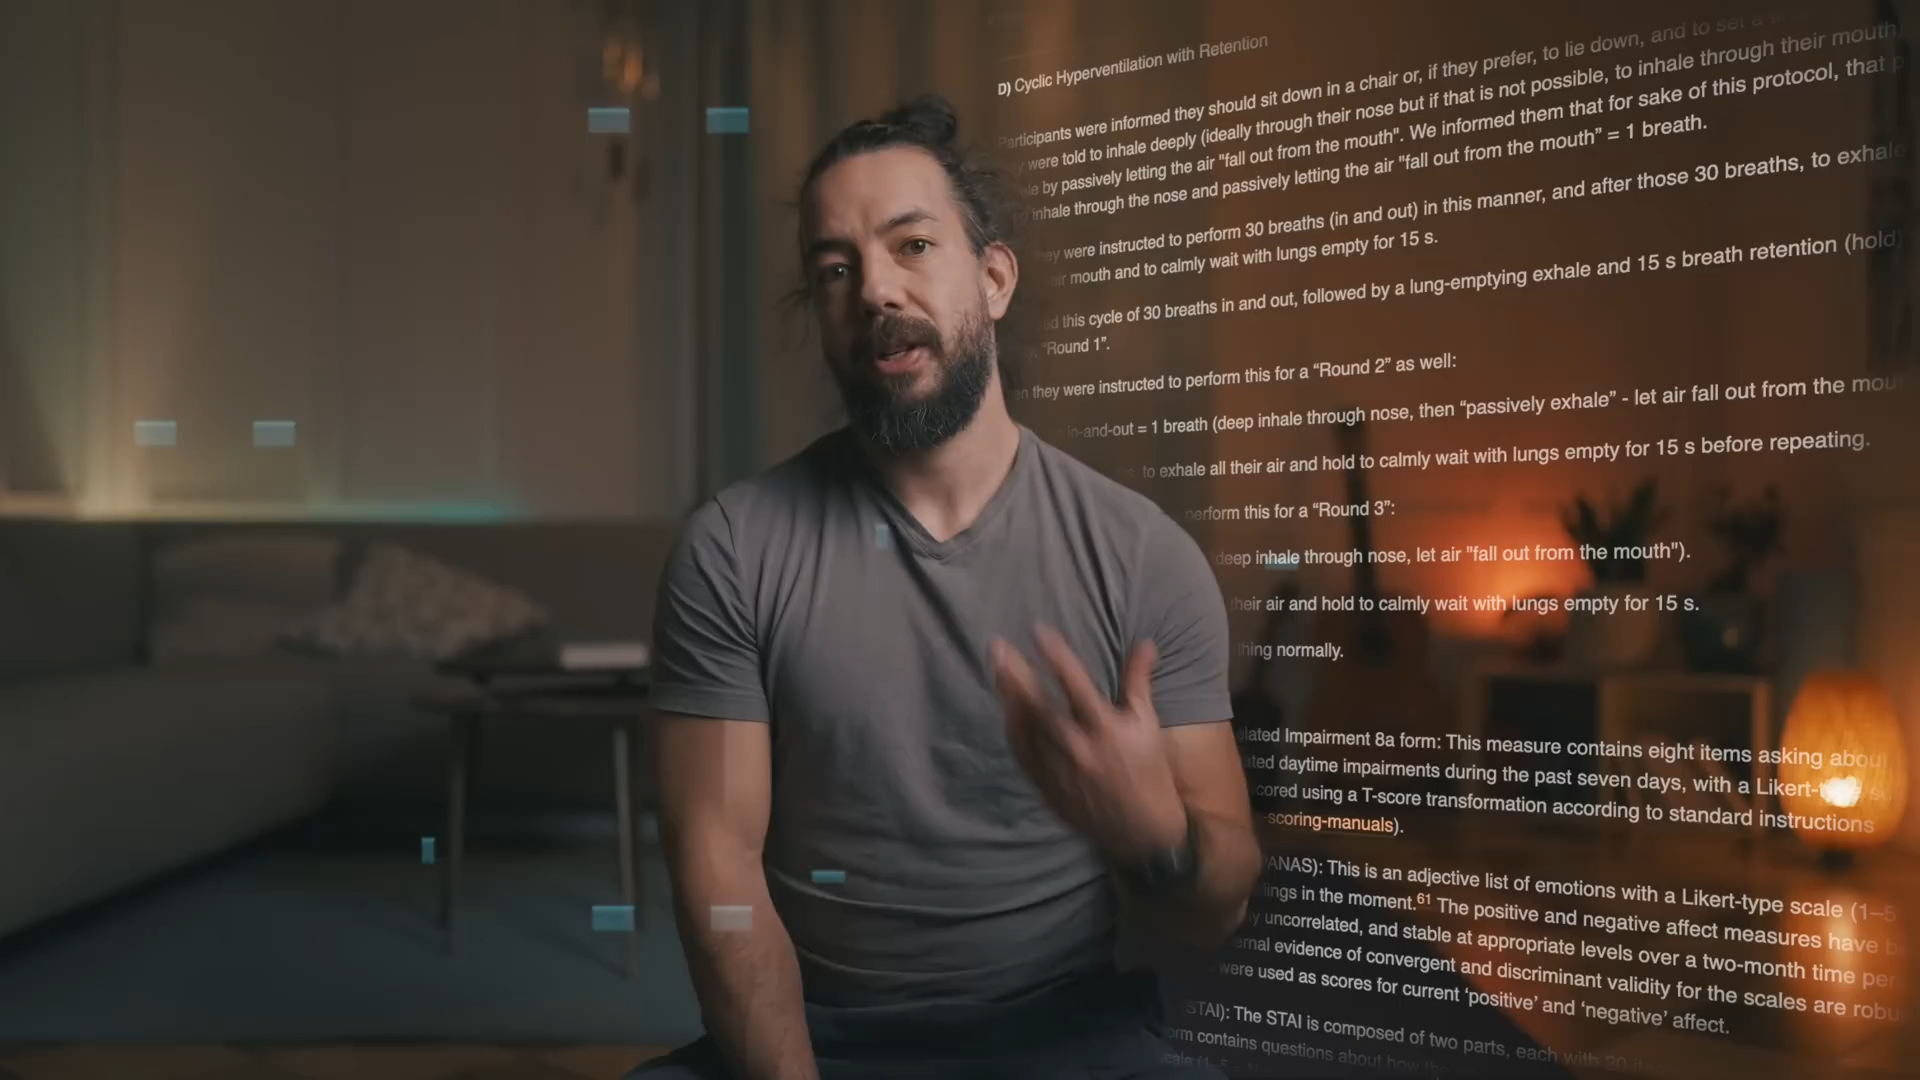 D) Cyclic Hyperventilation with Retention
Participants were informed they should sit down in a chair or, if they prefer, to lie down, and to set a
were told to inhale deeply (ideally through their nose but if that is not possible, to inhale through their mouth)
by passively letting the air "fall out from the mouth". We informed them that for sake of this protocol, that
inhale through the nose and passively letting the air "fall out from the mouth” = 1 breath.
were instructed to perform 30 breaths (in and out) in this manner, and after those 30 breaths, to exhale
mouth and to calmly wait with lungs empty for 15 s.
this cycle of 30 breaths in and out, followed by a lung-emptying exhale and 15 s breath retention (hold)
“Round 1”.
they were instructed to perform this for a “Round 2” as well:
in-and-out = 1 breath (deep inhale through nose, then “passively exhale” - let air fall out from the
to exhale all their air and hold to calmly wait with lungs empty for 15 s before repeating.
perform this for a “Round 3”:
deep inhale through nose, let air "fall out from the mouth").
their air and hold to calmly wait with lungs empty for 15 s.
normally.
Impairment 8a form: This measure contains eight items asking about
daytime impairments during the past seven days, with a
scored using a T-score transformation according to standard instructions
-scoring-manuals).
PANAS): This is an adjective list of emotions with a Likert-type scale (1–5
in the moment.61 The positive and negative affect measures have
uncorrelated, and stable at appropriate levels over a two-month time
evidence of convergent and discriminant validity for the scales are
were used as scores for current ‘positive’ and ‘negative’ affect.
(STAI): The STAI is composed of two parts, each with 20
contains questions about how